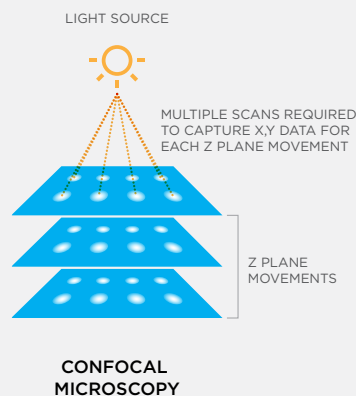 LIGHT SOURCE
MULTIPLE SCANS REQUIRED
TO CAPTURE X,Y DATA FOR
EACH Z PLANE MOVEMENT
Z PLANE
MOVEMENTS
CONFOCAL
MICROSCOPY